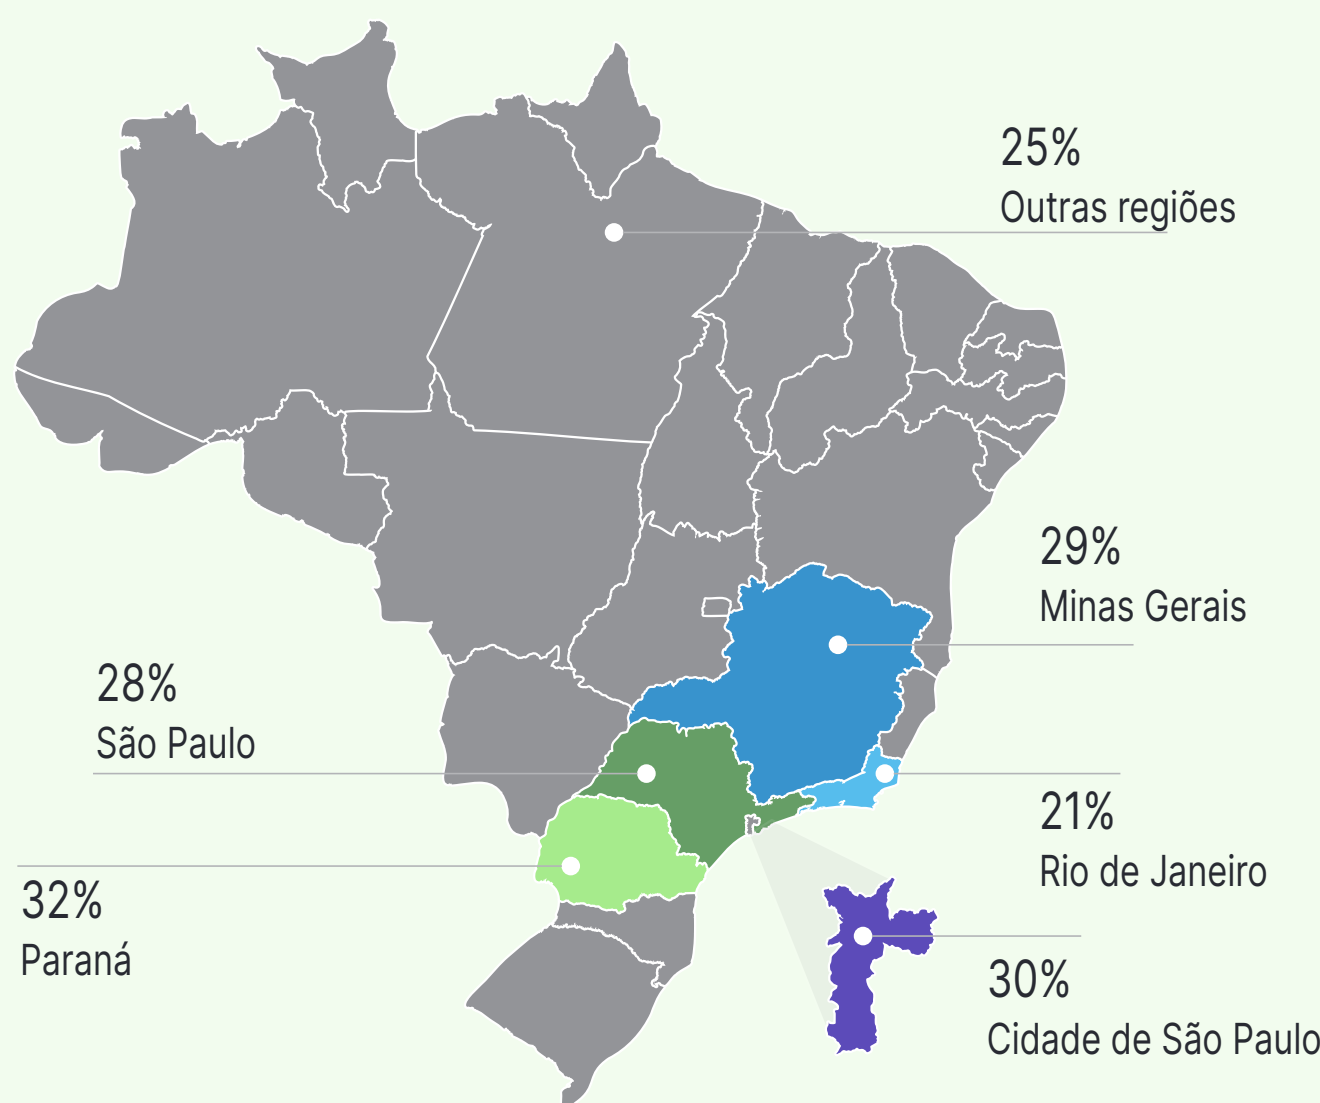 25%
Outras regiões
29%
Minas Gerais
28%
São Paulo
21%
Rio de Janeiro
32%
Paraná
30%
Cidade de São Paulo